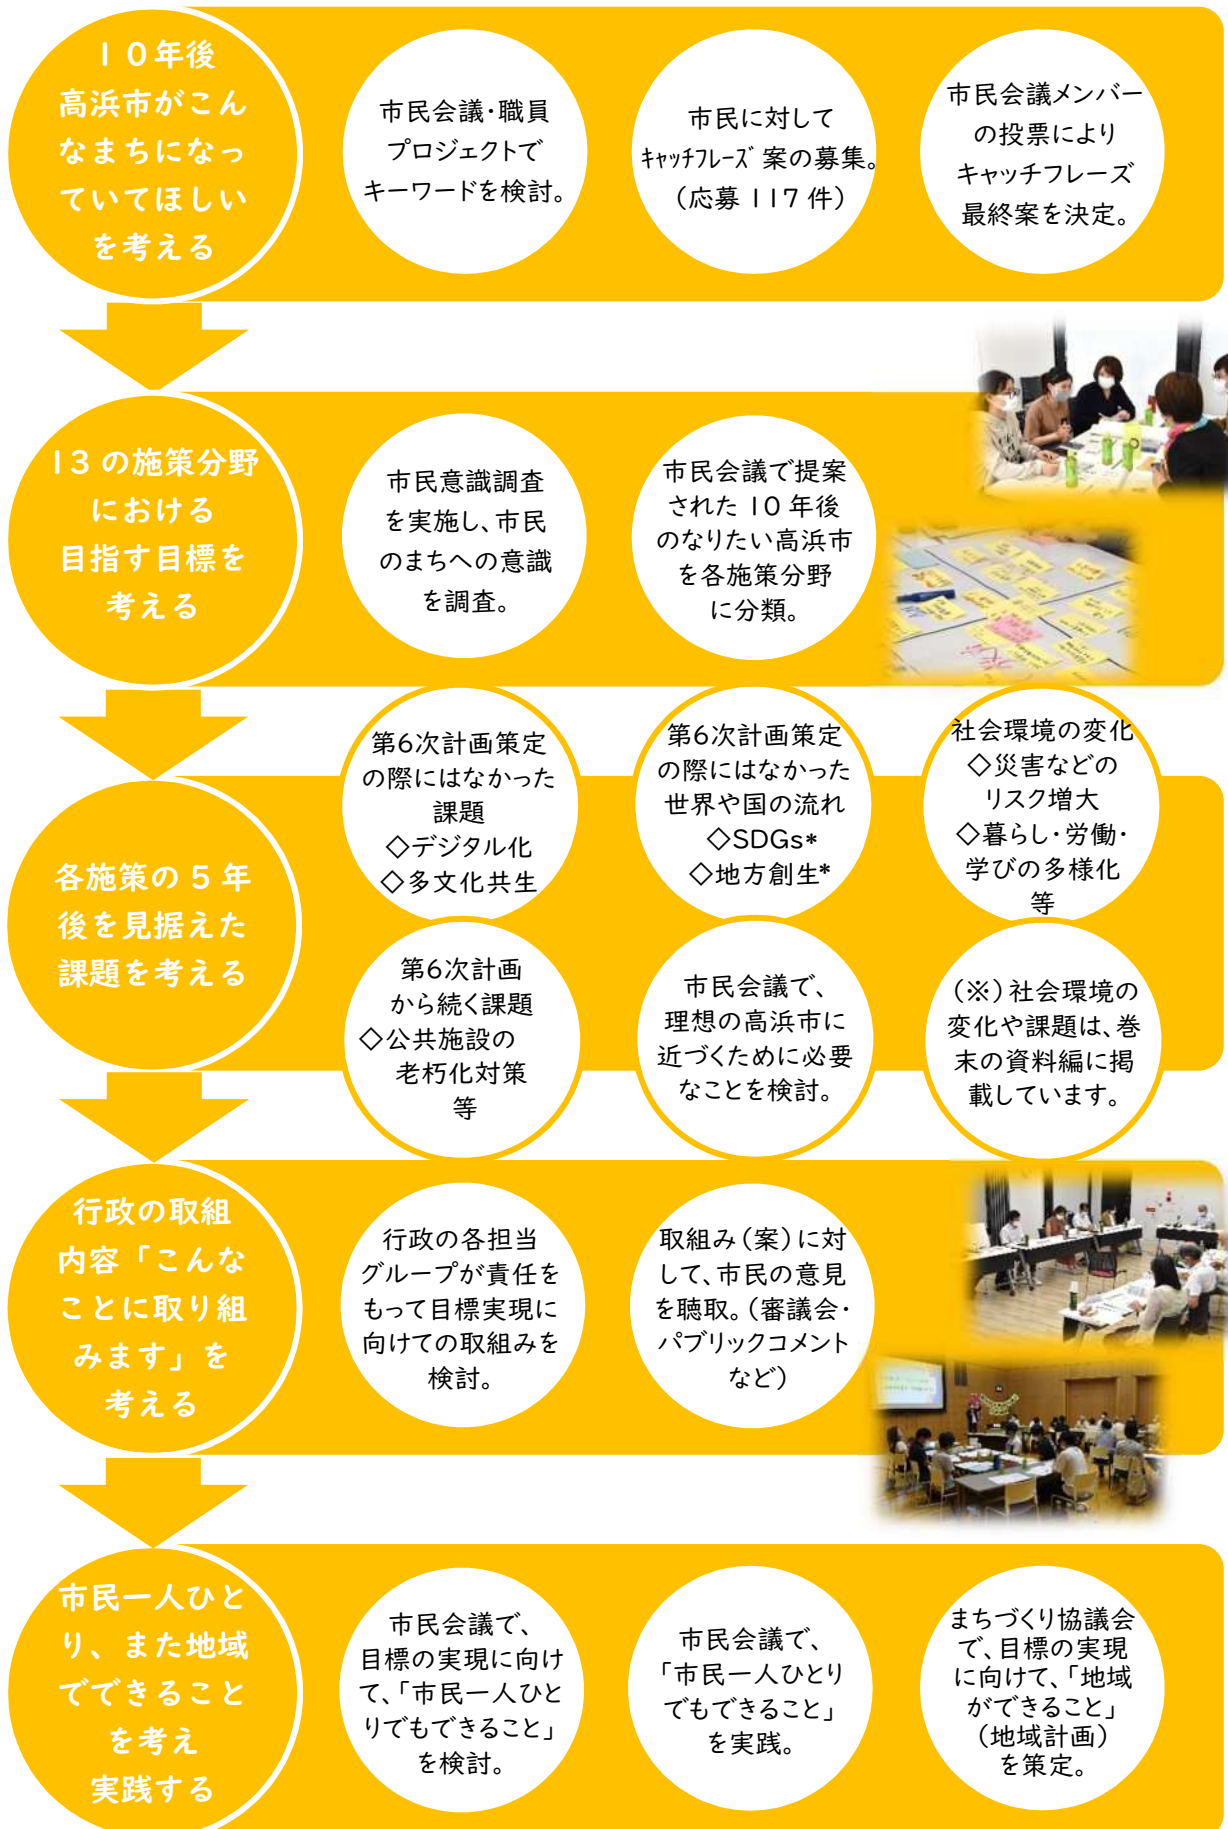 10年後
高浜市がこん
なまちになっ
ていてほしい
を考える
市民会議・職員
プロジェクトで
キーワードを検討。
市民に対して
ｷｬｯﾁﾌﾚｰｽﾞ案の募集。
（応募 117 件）
市民会議メンバー
の投票により
キャッチフレーズ
最終案を決定。
13 の施策分野
における
目指す目標を
考える
市民意識調査
を実施し、市民
のまちへの意識
を調査。
市民会議で提案
された 10 年後
のなりたい高浜市
を各施策分野
に分類。
各施策の 5 年
後を見据えた
課題を考える
第6次計画策定
の際にはなかった
課題
◇デジタル化
◇多文化共生
第6次計画策定
の際にはなかった
世界や国の流れ
◇SDGs*
◇地方創生*
社会環境の変化
◇災害などの
リスク増大
◇暮らし・労働・
学びの多様化
等
第6次計画
から続く課題
◇公共施設の
老朽化対策
等
市民会議で、
理想の高浜市に
近づくために必要
なことを検討。
（※）社会環境の
変化や課題は、巻
末の資料編に掲
載しています。
行政の取組
内容「こんな
ことに取り組
みます」を
考える
行政の各担当
グループが責任を
もって目標実現に
向けての取組みを
検討。
取組み（案）に対
して、市民の意見
を聴取。（審議会・
パブリックコメント
など）
市民一人ひと
り、また地域
でできること
を考え
実践する
市民会議で、
目標の実現に向け
て、「市民一人ひと
りでもできること」
を検討。
市民会議で、
「市民一人ひとり
でもできること」
を実践。
まちづくり協議会
で、目標の実現
に向けて、「地域
ができること」
（地域計画）
を策定。